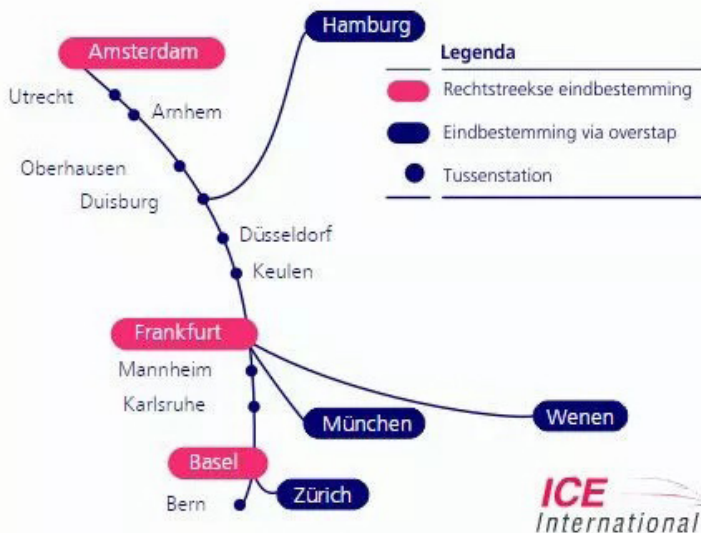 Hamburg
Amsterdam
Legenda
Utrecht
Rechtstreekse eindbestemming
Arnhem
Eindbestemming via overstap
Oberhausen
Tussenstation
Duisburg
Düsseldorf
Keulen
Frankfurt
Mannheim
Karlsruhe
München
Wenen
Basel
Zürich
Bern
ICE
International